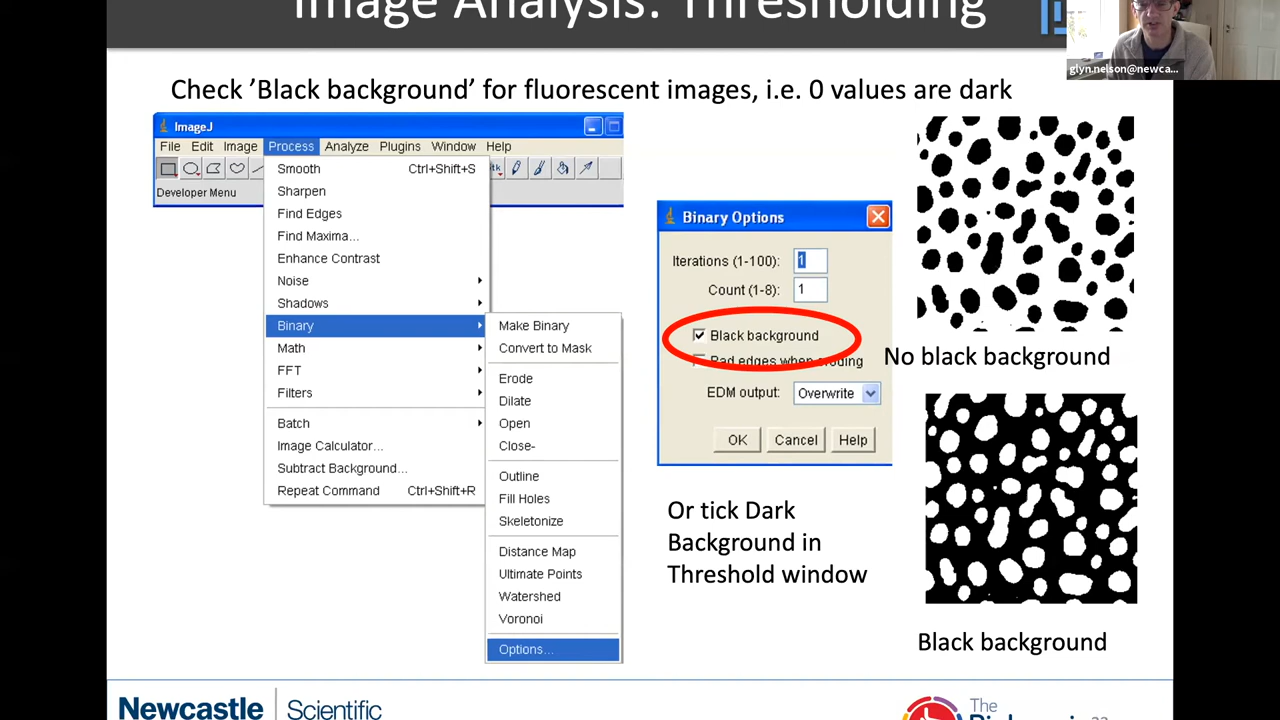 Image Analysis: Thresholding
glyn.nelson@newca...
Check ’Black background’ for fluorescent images, i.e. 0 values are dark
ImageJ
File Edit Image Process Analyze Plugins Window Help
Developer Menu
Smooth Ctrl+Shift+S
Sharpen
Find Edges
Find Maxima...
Enhance Contrast
Noise
Shadows
Binary
Math
FFT
Filters
Batch
Image Calculator...
Subtract Background...
Repeat Command Ctrl+Shift+R
Make Binary
Convert to Mask
Erode
Dilate
Open
Close-
Outline
Fill Holes
Skeletonize
Distance Map
Ultimate Points
Watershed
Voronoi
Options...
Binary Options
Iterations (1-100): 1
Count (1-8): 1
Black background
Pad edges when eroding
EDM output: Overwrite
OK Cancel Help
No black background
Or tick Dark
Background in
Threshold window
Black background
Newcastle Scientific
The